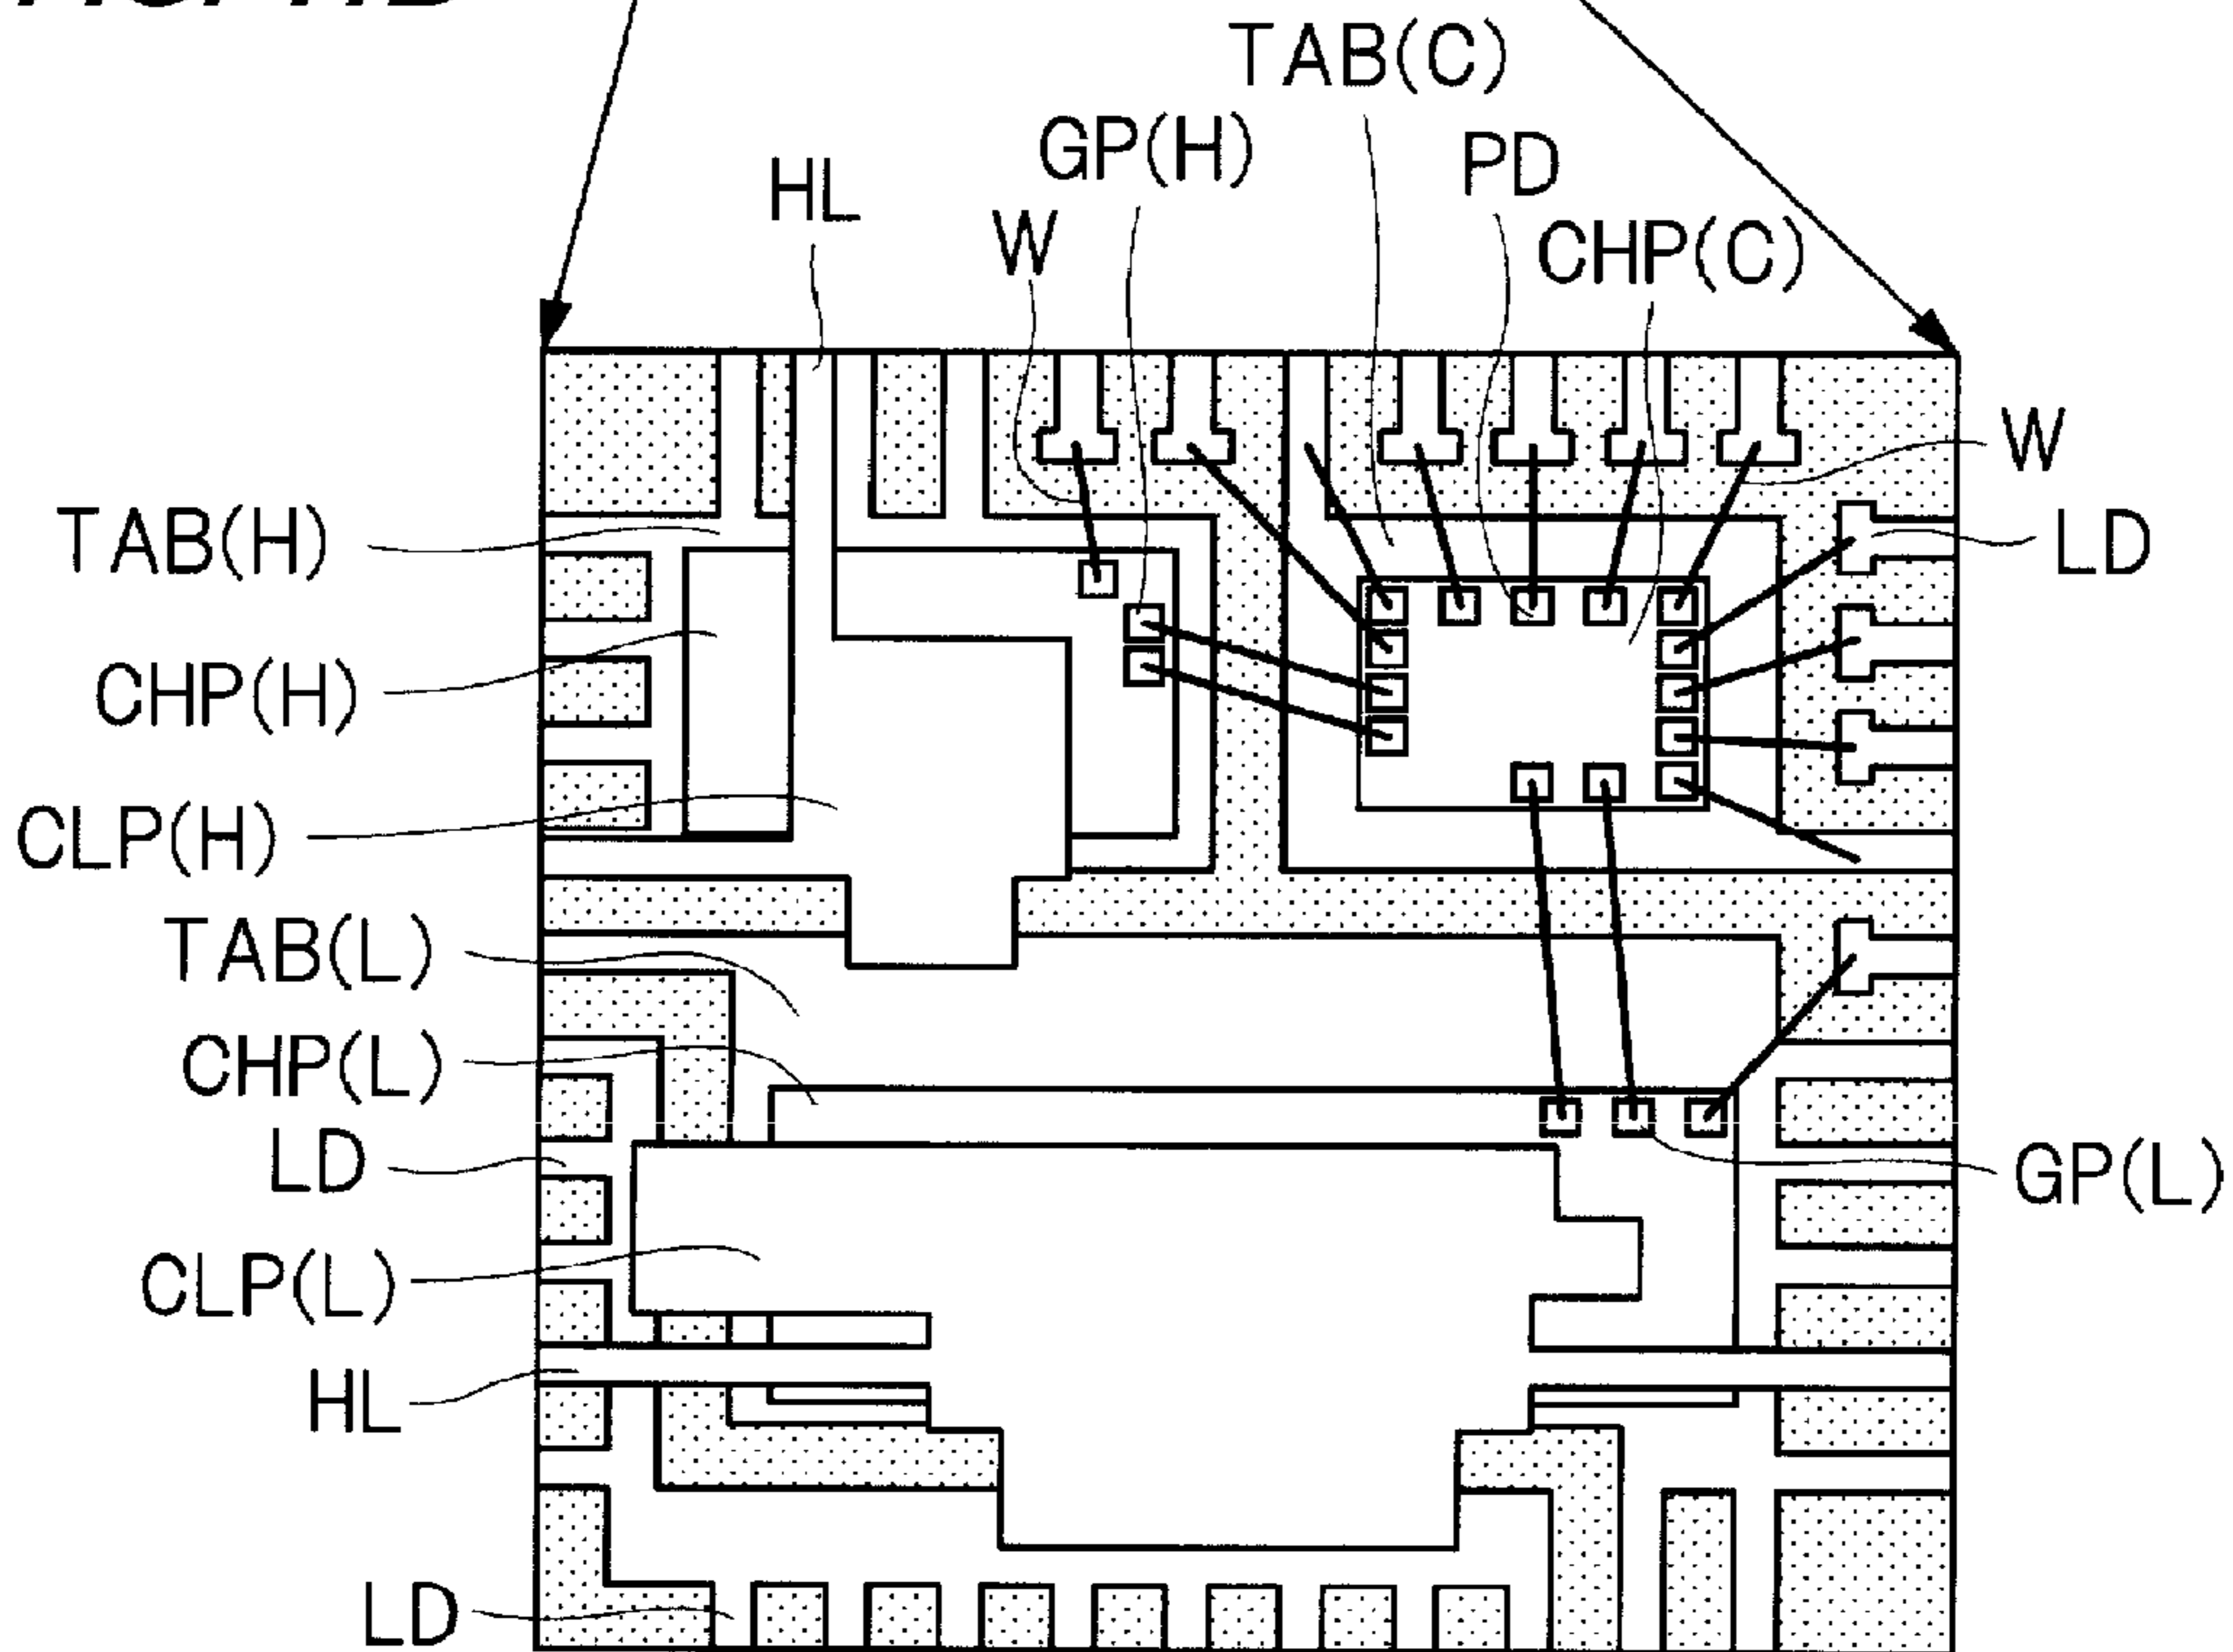 TAB(C)
GP(H)
PD
HL
W
CHP(C)
W
TAB(H)
LD
CHP(H)
CLP(H)
TAB(L)
CHP(L)
LD
GP(L)
CLP(L)
HL
LD